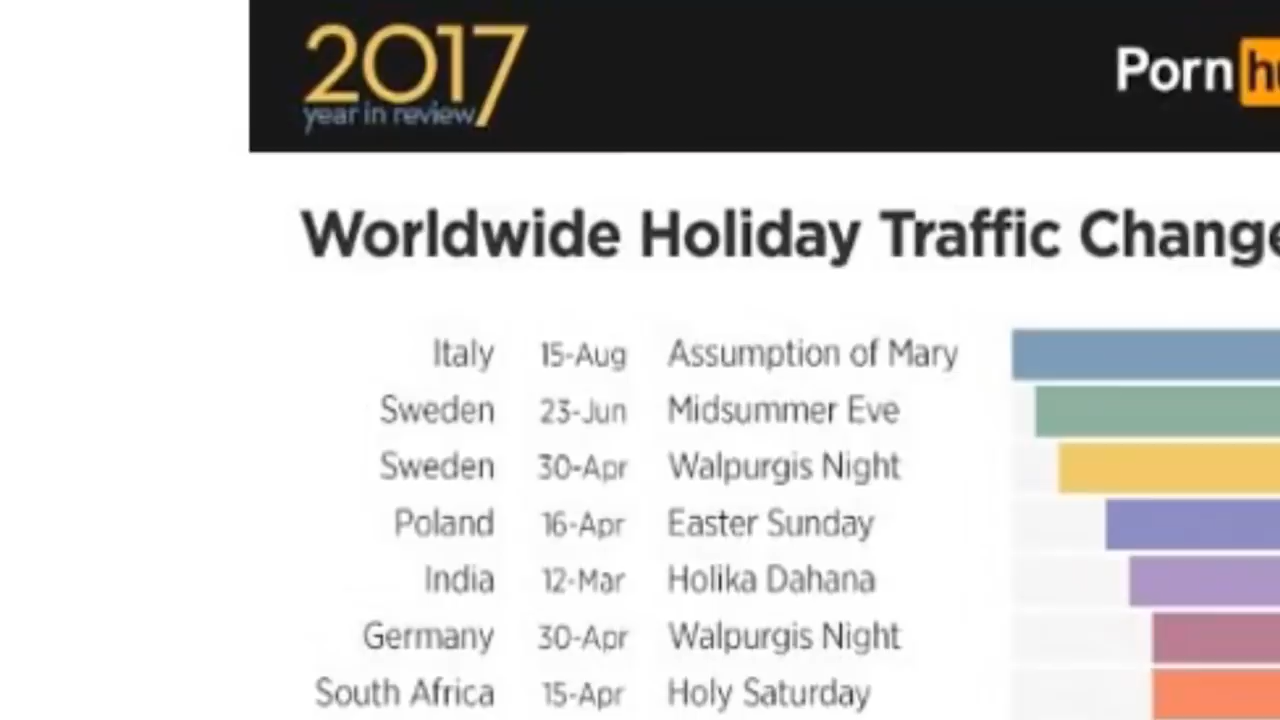 2017
year in review
Porn
Worldwide Holiday Traffic Change
Italy 15-Aug Assumption of Mary
Sweden 23-Jun Midsummer Eve
Sweden 30-Apr Walpurgis Night
Poland 16-Apr Easter Sunday
India 12-Mar Holika Dahana
Germany 30-Apr Walpurgis Night
South Africa 15-Apr Holy Saturday